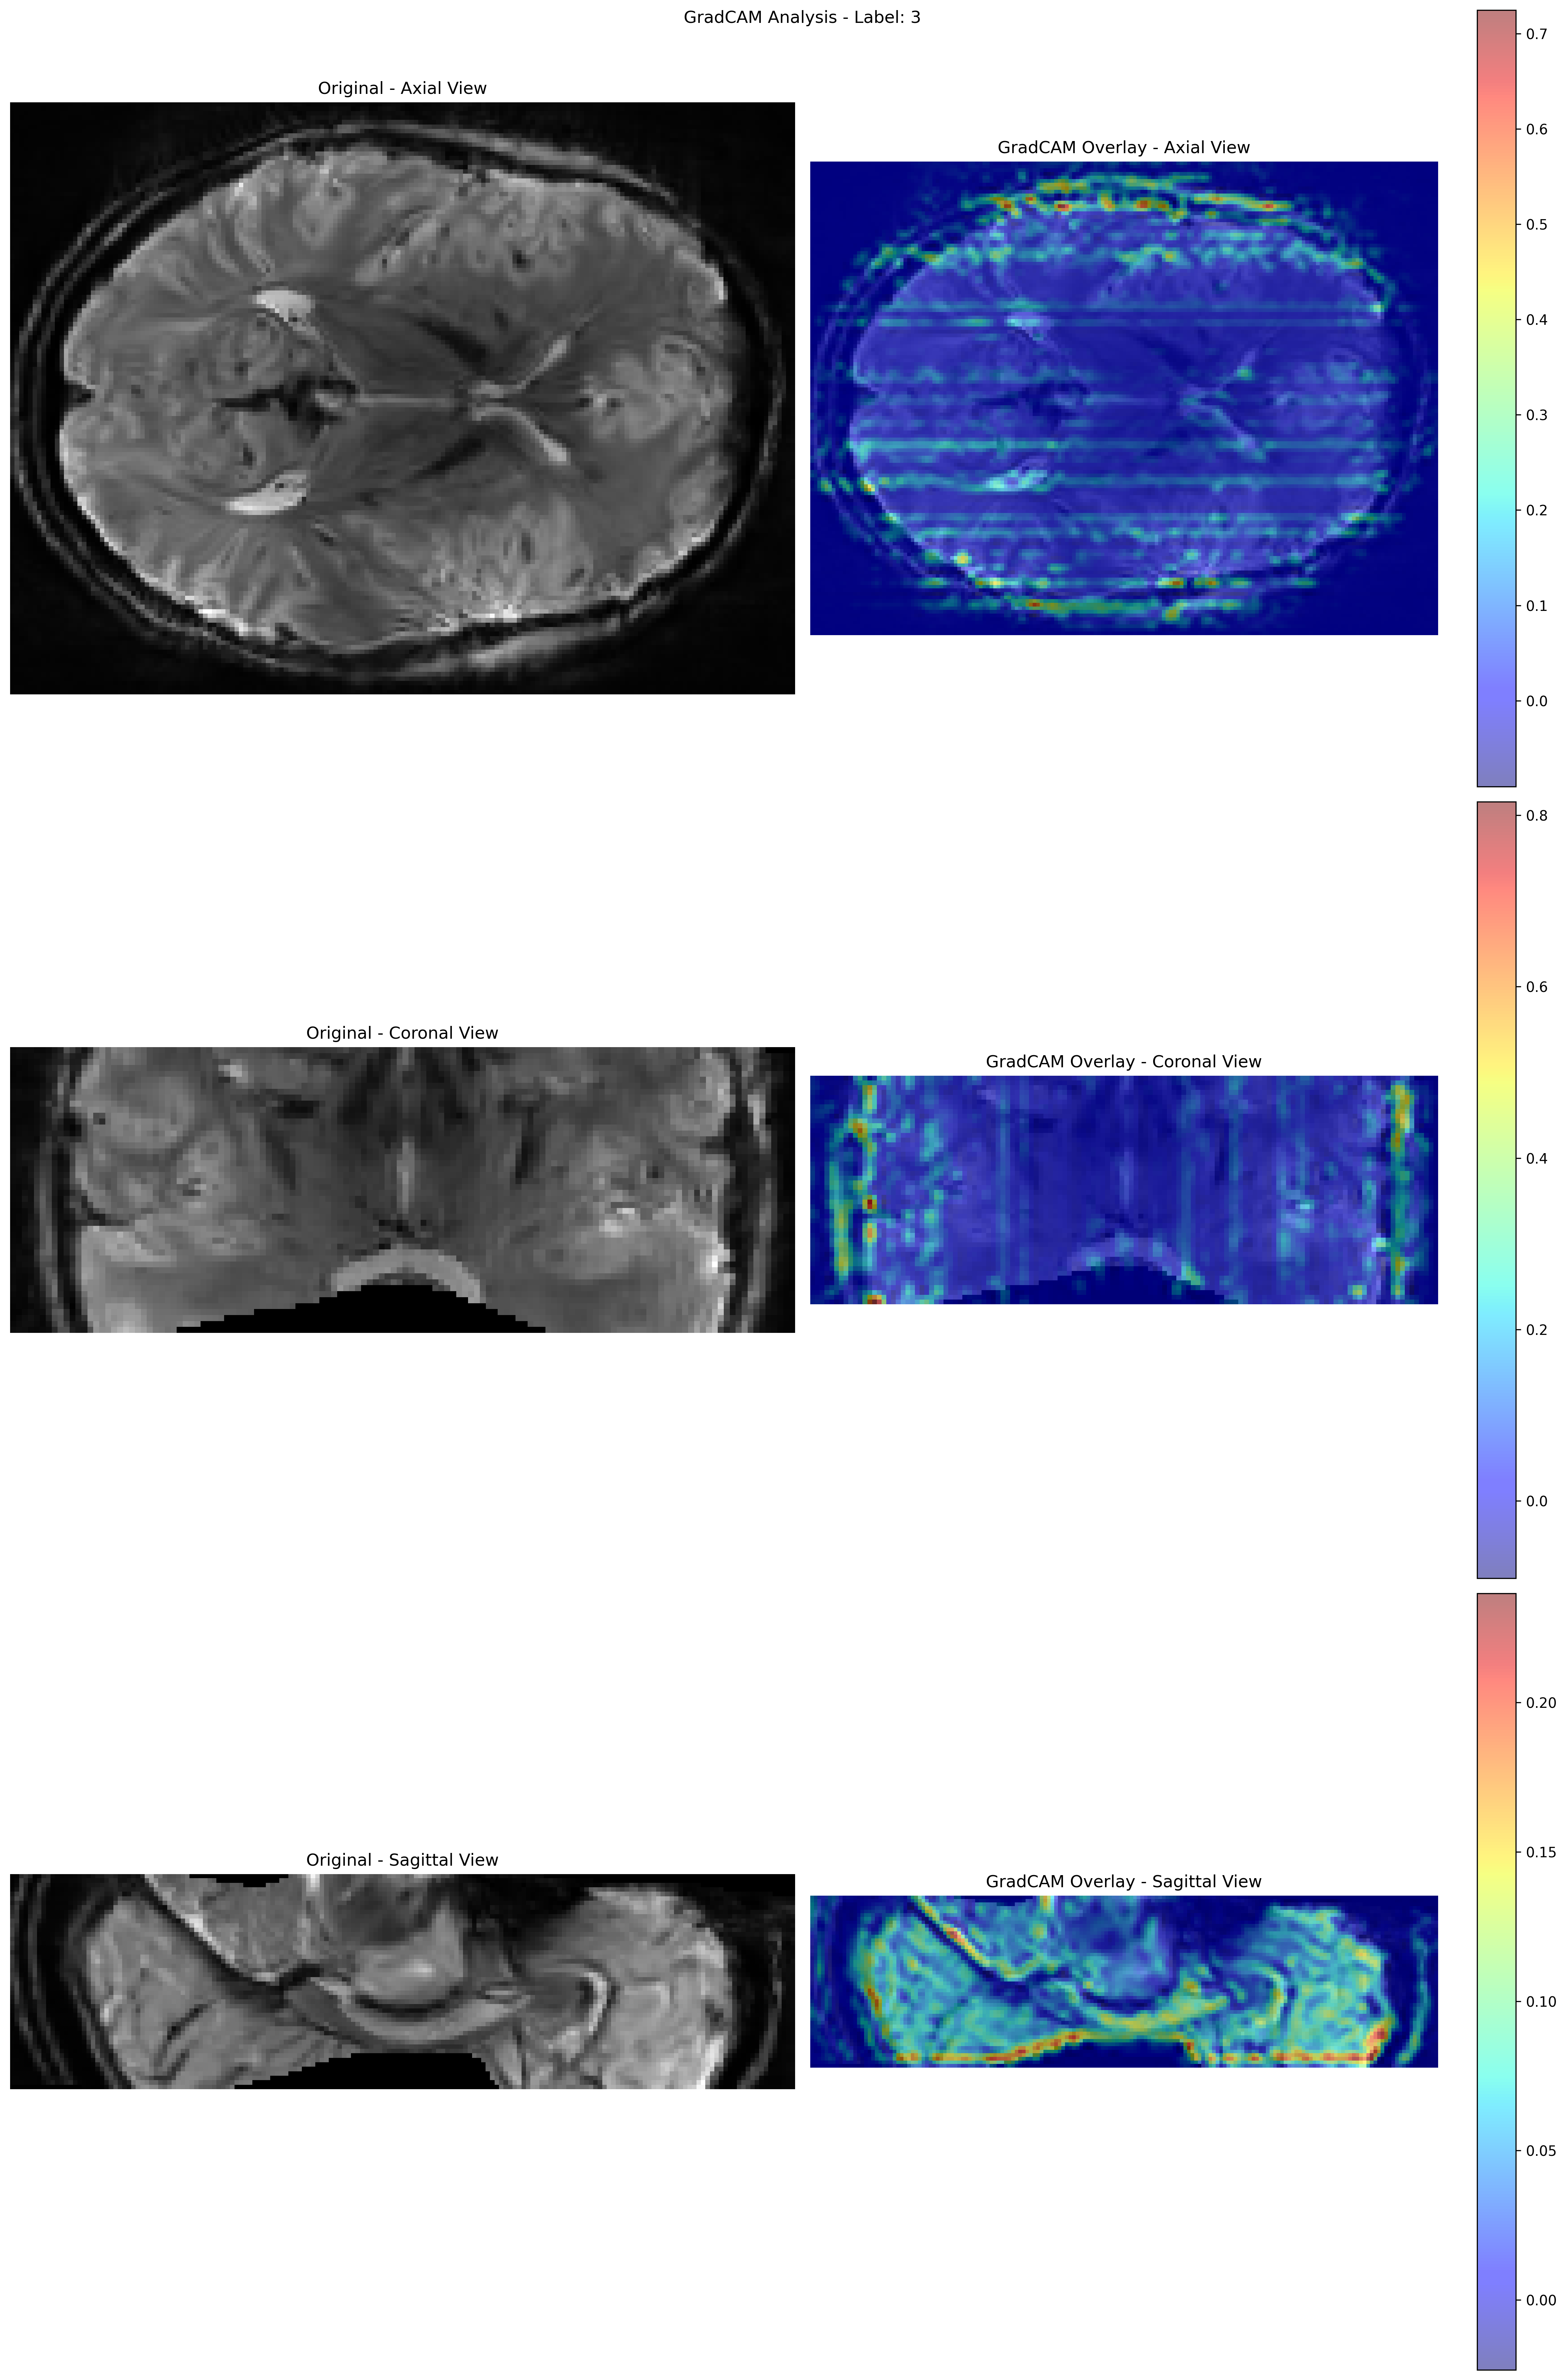 GradCAM Analysis - Label: 3
Original - Axial View
GradCAM Overlay - Axial View
0.7
0.6
0.5
0.4
0.3
0.2
0.1
0.0
Original - Coronal View
GradCAM Overlay - Coronal View
0.8
0.6
0.4
0.2
0.0
Original - Sagittal View
GradCAM Overlay - Sagittal View
0.20
0.15
0.10
0.05
0.00